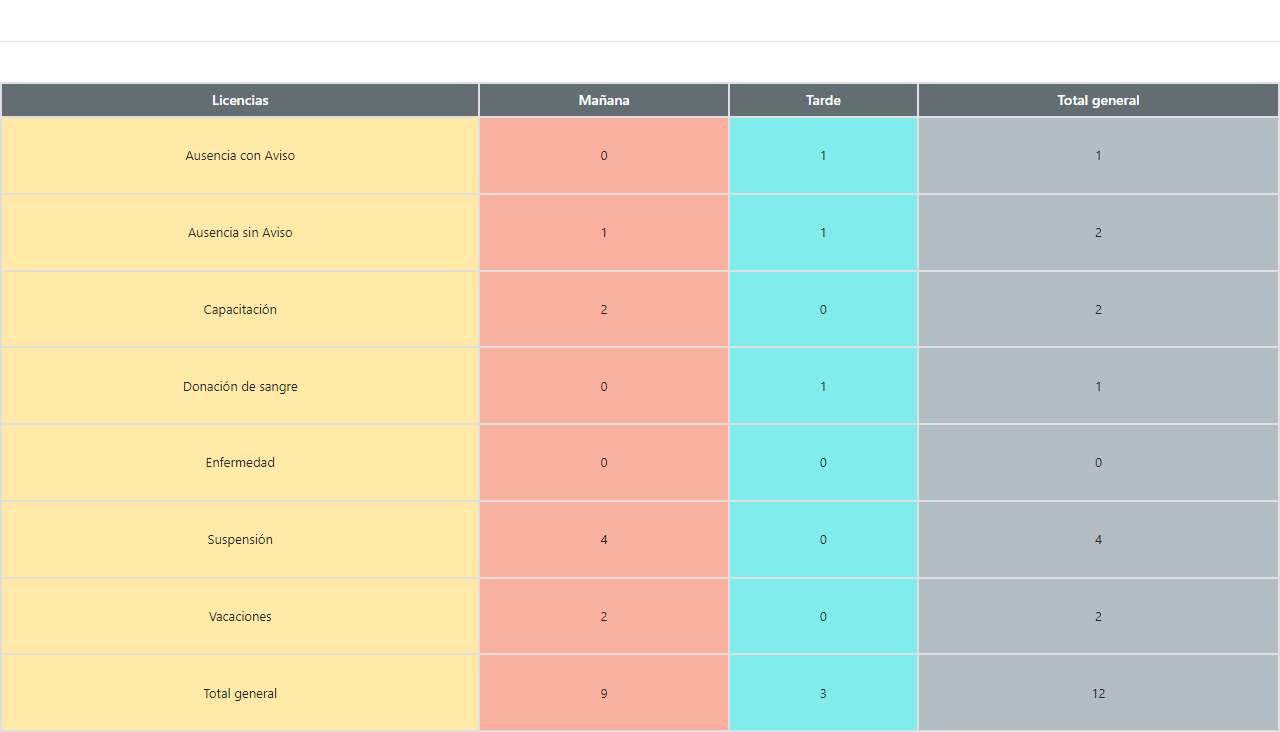 Licencias Mañana Tarde Total general
Ausencia con Aviso 0 1 1
Ausencia sin Aviso 1 1 2
Capacitación 2 0 2
Donación de sangre 0 1 1
Enfermedad 0 0 0
Suspensión 4 0 4
Vacaciones 2 0 2
Total general 9 3 12